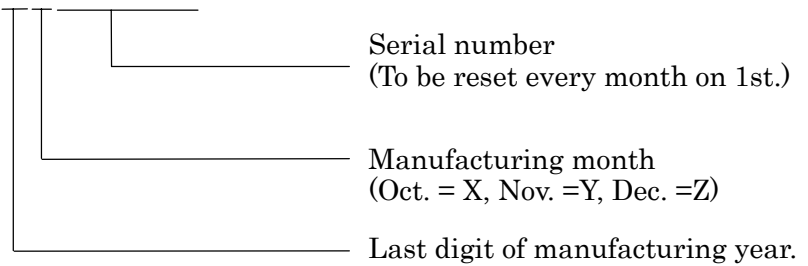 Serial number
(To be reset every month on 1st.)
Manufacturing month
(Oct. = X, Nov. =Y, Dec. =Z)
Last digit of manufacturing year.